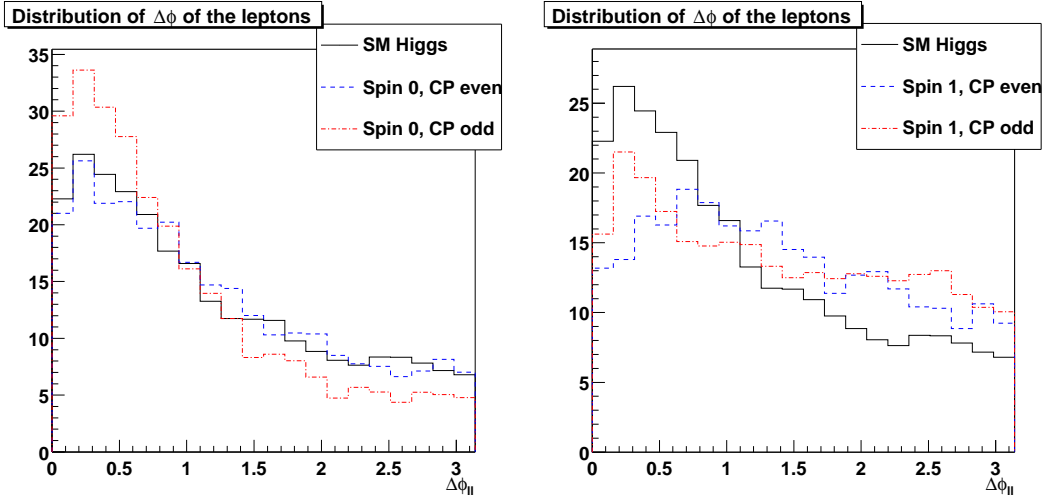 Distribution of Δϕ of the leptons
SM Higgs
Spin 0, CP even
Spin 0, CP odd
35
30
25
20
15
10
5
0
0 0.5 1 1.5 2 2.5 3
Δϕll
Distribution of Δϕ of the leptons
SM Higgs
Spin 1, CP even
Spin 1, CP odd
25
20
15
10
5
0
0 0.5 1 1.5 2 2.5 3
Δϕll